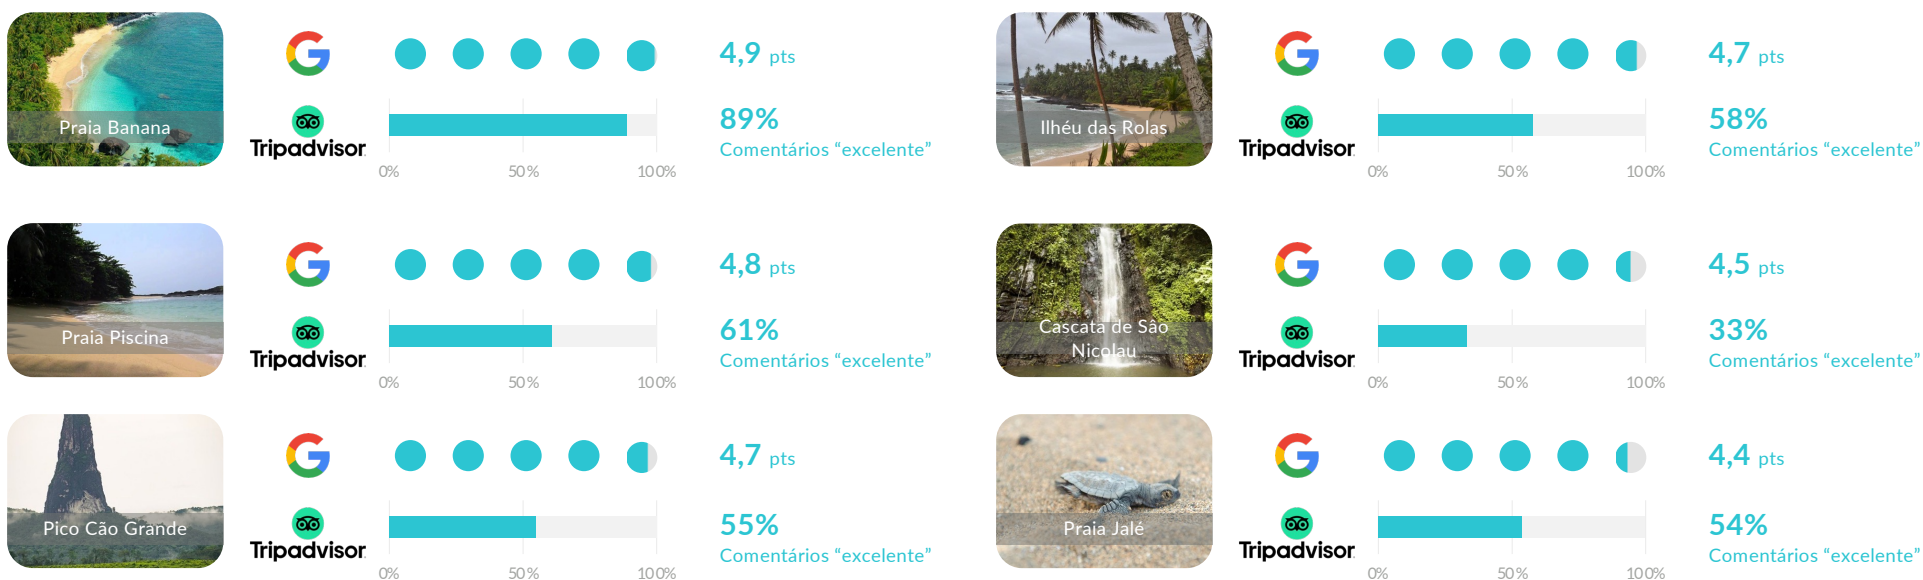 Praia Banana
4,9 pts
Tripadvisor
89%
Comentários “excelente”
0% 50% 100%
Ilhéu das Rolas
4,7 pts
Tripadvisor
58%
Comentários “excelente”
0% 50% 100%
Praia Piscina
4,8 pts
Tripadvisor
61%
Comentários “excelente”
0% 50% 100%
Cascata de Sâo
Nicolau
4,5 pts
Tripadvisor
33%
Comentários “excelente”
0% 50% 100%
Pico Cão Grande
4,7 pts
Tripadvisor
55%
Comentários “excelente”
0% 50% 100%
Praia Jalé
4,4 pts
Tripadvisor
54%
Comentários “excelente”
0% 50% 100%